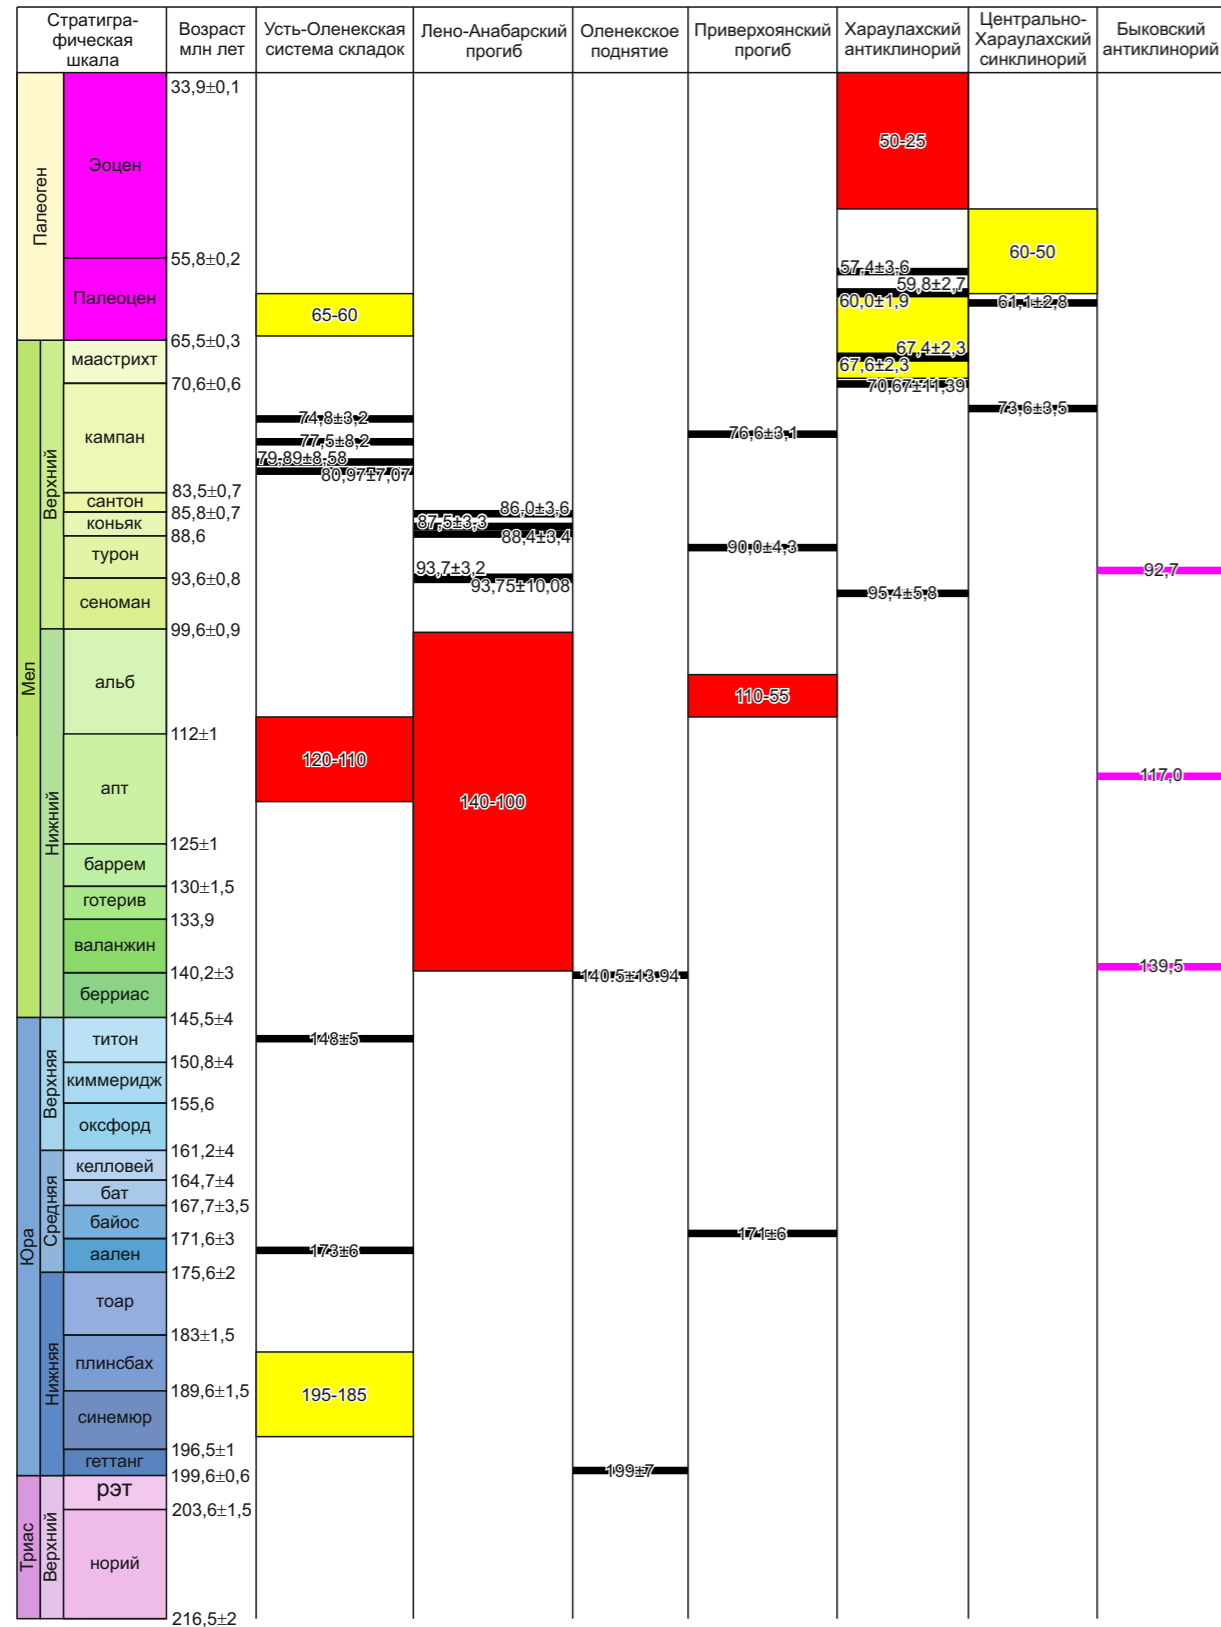 Стратигра-
фическая
шкала
Возраст
млн лет
Усть-Оленекская
система складок
Лено-Анабарский
прогиб
Оленекское
поднятие
Приверхоянский
прогиб
Хараулахский
антиклинорий
Центрально-
Хараулахский
синклинорий
Быковский
антиклинорий
Палеоген
Эоцен
Палеоцен
Мел
Верхний
маастрихт
кампан
сантон
коньяк
турон
сеноман
Нижний
альб
апт
баррем
готерив
валанжин
берриас
Юра
Верхняя
титон
киммеридж
оксфорд
Средняя
келловей
бат
байос
аален
Нижняя
тоар
плинсбах
синемюр
геттанг
Триас
Верхний
рэт
норий
33,9±0,1
55,8±0,2
65,5±0,3
70,6±0,6
83,5±0,7
85,8±0,7
88,6
93,6±0,8
99,6±0,9
112±1
125±1
130±1,5
133,9
140,2±3
145,5±4
150,8±4
155,6
161,2±4
164,7±4
167,7±3,5
171,6±3
175,6±2
183±1,5
189,6±1,5
196,5±1
199,6±0,6
203,6±1,5
216,5±2
65-60
74,8±3,2
77,5±8,2
79,89±8,58
80,97±7,07
120-110
148±5
173±6
195-185
86,0±3,6
87,5±3,3
88,4±3,4
93,7±3,2
93,75±10,08
140-100
140.5±13.94
199±7
76,6±3,1
90,0±4,3
110-55
171±6
50-25
57,4±3,6
59,8±2,7
60,0±1,9
67,4±2,3
67,6±2,3
70,67±11,39
95,4±5,8
60-50
61,1±2,8
73,6±3,5
92,7
117,0
139,5